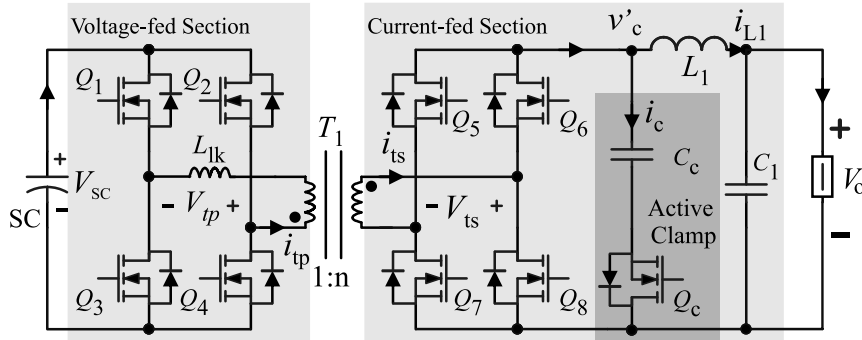 Voltage-fed Section
Current-fed Section
v'c
iL1
Q1
Q2
Q5
Q6
L1
T1
Llk
ic
its
Cc
C1
VSC
SC
Vtp
Vts
Vo
itp
Active
Clamp
1:n
Q3
Q4
Q7
Q8
Qc